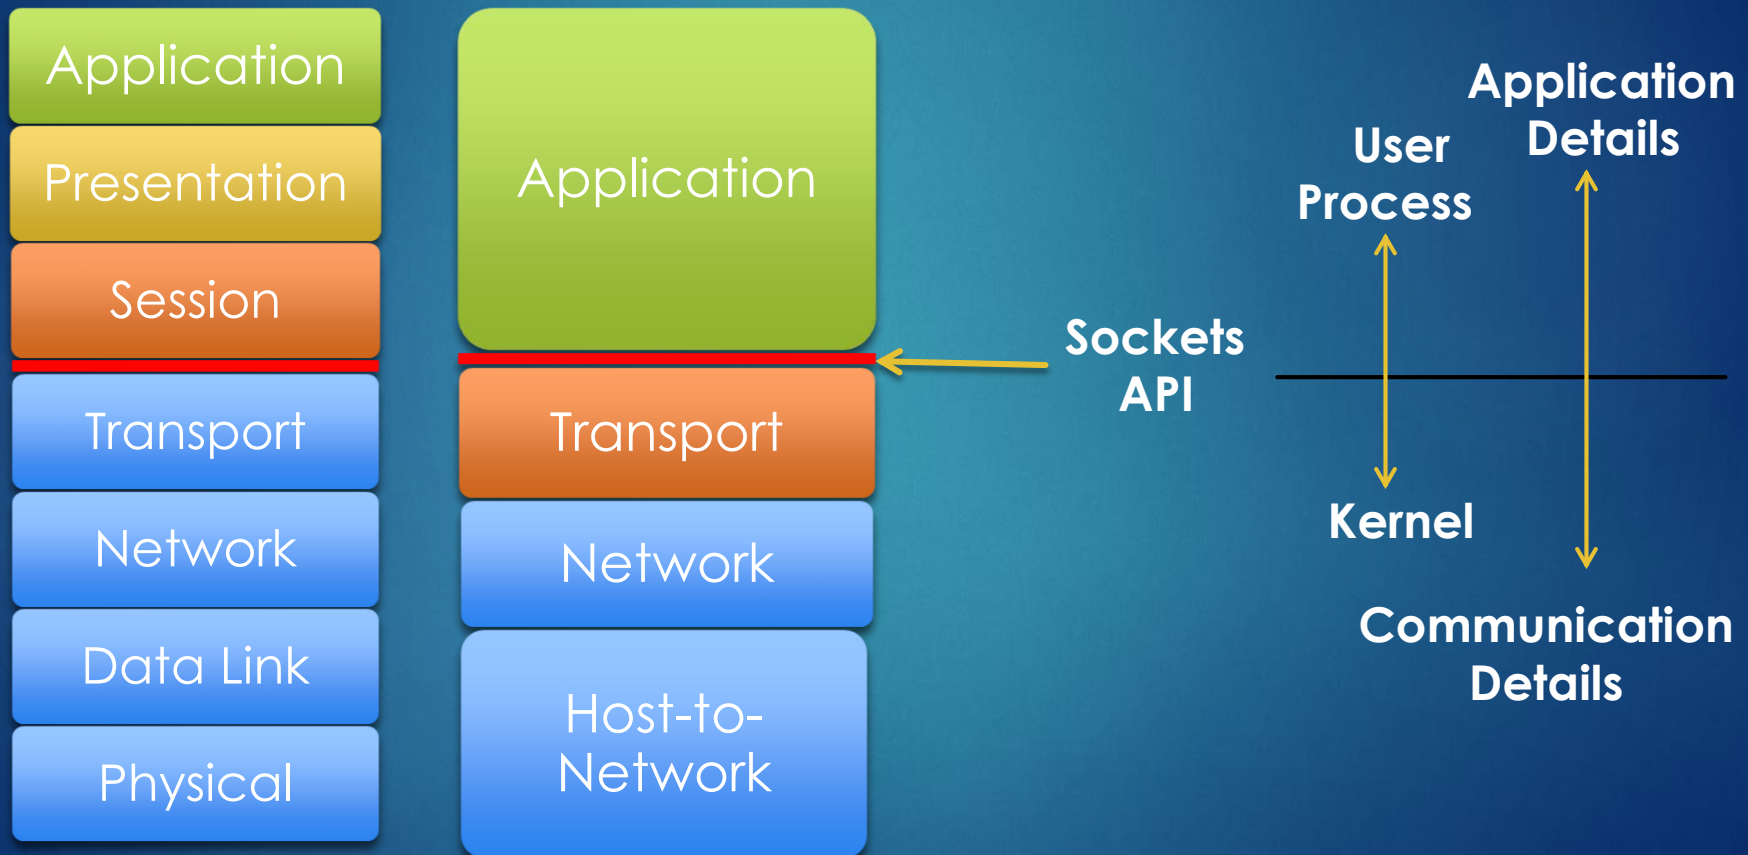 Application
Presentation
Session
Transport
Network
Data Link
Physical
Application
Transport
Network
Host-to-
Network
Sockets
API
User
Process
Kernel
Application
Details
Communication
Details